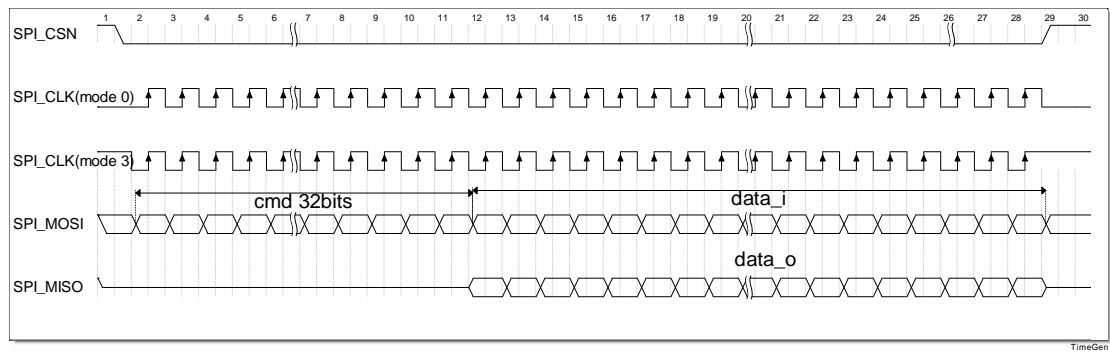 1 2 3 4 5 6 7 8 9 10 11 12 13 14 15 16 17 18 19 20 21 22 23 24 25 26 27 28 29 30
SPI_CSN
SPI_CLK(mode 0)
SPI_CLK(mode 3)
cmd 32bits data_i
SPI_MOSI
data_o
SPI_MISO
TimeGen